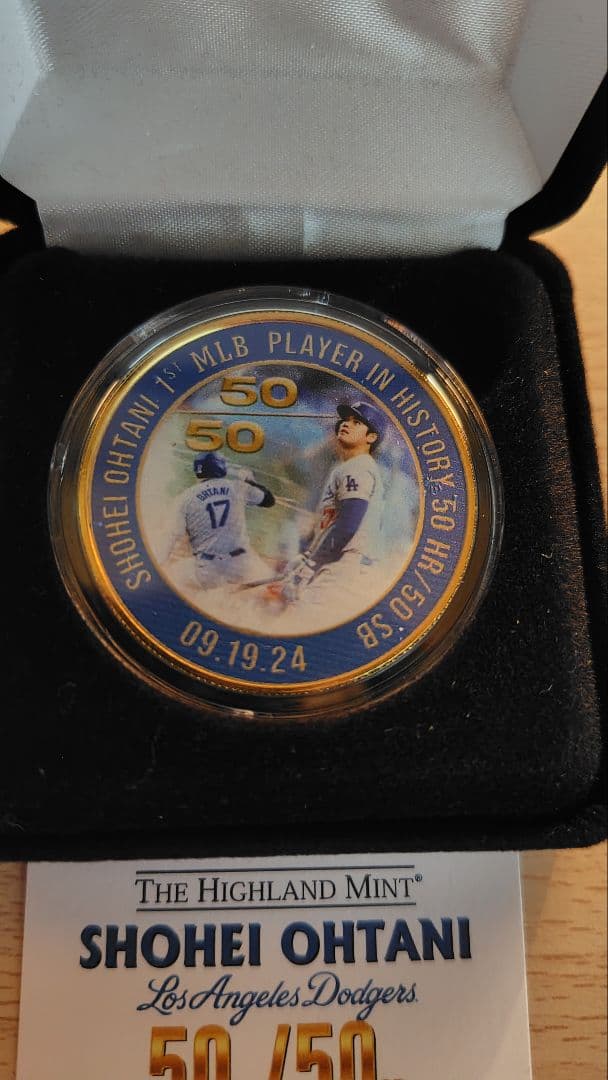 SHOHEI OHTANI 1ST MLB PLAYER IN HISTORY 50 HR/50 SB
50
50
OHTANI
17
LA
09.19.24
THE HIGHLAND MINT®
SHOHEI OHTANI
Los Angeles Dodgers
50/50